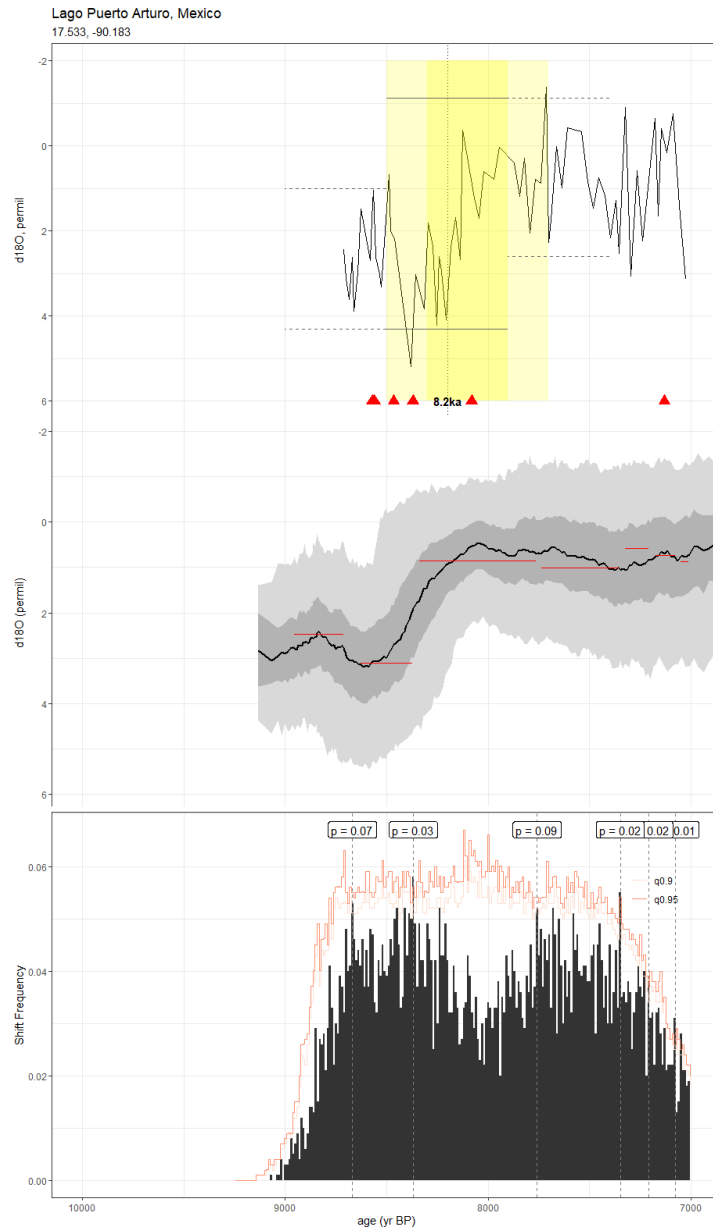 Lago Puerto Arturo, Mexico
17.533, -90.183
-2
0
2
4
6
d18O, permil
8.2ka
-2
0
2
4
6
d18O (permil)
p = 0.07
p = 0.03
p = 0.09
p = 0.02
0.02
0.01
q0.9
q0.95
0.06
0.04
0.02
0.00
Shift Frequency
10000
9000
8000
7000
age (yr BP)